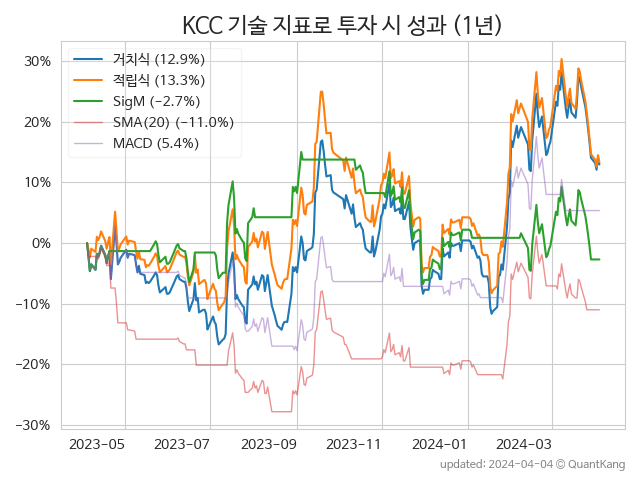 KCC 기술 지표로 투자 시 성과 (1년)
거치식 (12.9%)
적립식 (13.3%)
SigM (−2.7%)
SMA(20) (−11.0%)
MACD (5.4%)
30%
20%
10%
0%
−10%
−20%
−30%
2023-05 2023-07 2023-09 2023-11 2024-01 2024-03
updated: 2024-04-04 © QuantKang